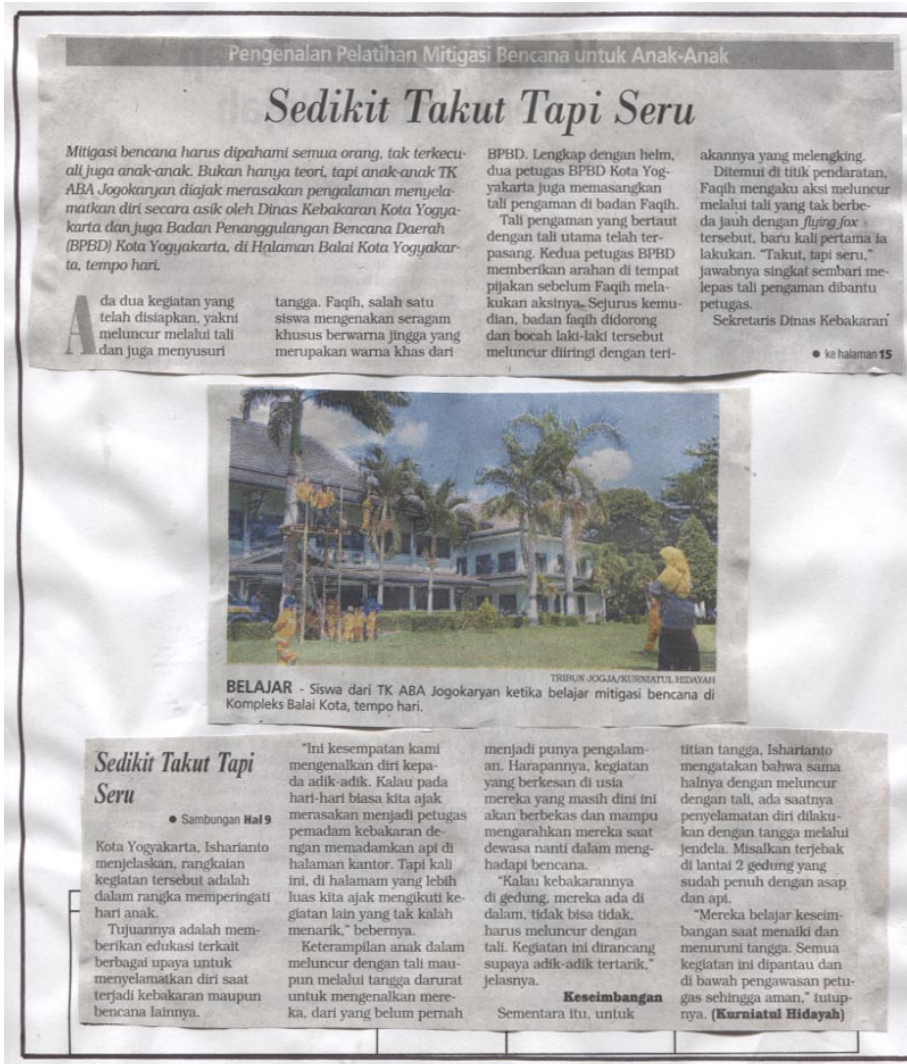 Pengenalan Pelatihan Mitigasi Bencana untuk Anak-Anak
Sedikit Takut Tapi Seru
Mitigasi bencana harus dipahami semua orang, tak terkecu-
ali juga anak-anak. Bukan hanya teori, tapi anak-anak TK
ABA Jogokaryan diajak merasakan pengalaman menyela-
matkan diri secara asik oleh Dinas Kebakaran Kota Yogya-
karta dan juga Badan Penanggulangan Bencana Daerah
(BPBD) Kota Yogyakarta, di Halaman Balai Kota Yogyakar-
ta, tempo hari.
Ada dua kegiatan yang
telah disiapkan, yakni
meluncur melalui tali
dan juga menyusuri
tangga. Faqih, salah satu
siswa mengenakan seragam
khusus berwarna jingga yang
merupakan warna khas dari
BPBD. Lengkap dengan helm,
dua petugas BPBD Kota Yog-
yakarta juga memasangkan
tali pengaman di badan Faqih.
Tali pengaman yang bertaut
dengan tali utama telah ter-
pasang. Kedua petugas BPBD
memberikan arahan di tempat
pijakan sebelum Faqih mela-
kukan aksinya. Sejurus kemu-
dian, badan faqih didorong
dan bocah laki-laki tersebut
meluncur diiringi dengan teri-
akannya yang melengking.
Ditemui di titik pendaratan,
Faqih mengaku aksi meluncur
melalui tali yang tak berbe-
da jauh dengan flying fox
tersebut, baru kali pertama ia
lakukan. "Takut, tapi seru,"
jawabnya singkat sembari me-
lepas tali pengaman dibantu
petugas.
Sekretaris Dinas Kebakaran
● ke halaman 15
TRIBUN JOGJA/KURNIATUL HIDAYAH
BELAJAR - Siswa dari TK ABA Jogokaryan ketika belajar mitigasi bencana di
Kompleks Balai Kota, tempo hari.
Sedikit Takut Tapi
Seru
● Sambungan Hal 9
Kota Yogyakarta, Isharianto
menjelaskan, rangkaian
kegiatan tersebut adalah
dalam rangka memperingati
hari anak.
Tujuannya adalah mem-
berikan edukasi terkait
berbagai upaya untuk
menyelamatkan diri saat
terjadi kebakaran maupun
bencana lainnya.
"Ini kesempatan kami
mengenalkan diri kepa-
da adik-adik. Kalau pada
hari-hari biasa kita ajak
merasakan menjadi petugas
pemadam kebakaran de-
ngan memadamkan api di
halaman kantor. Tapi kali
ini, di halamam yang lebih
luas kita ajak mengikuti ke-
giatan lain yang tak kalah
menarik," bebernya.
Keterampilan anak dalam
meluncur dengan tali mau-
pun melalui tangga darurat
untuk mengenalkan mere-
ka, dari yang belum pernah
menjadi punya pengalam-
an. Harapannya, kegiatan
yang berkesan di usia
mereka yang masih dini ini
akan berbekas dan mampu
mengarahkan mereka saat
dewasa nanti dalam meng-
hadapi bencana.
"Kalau kebakarannya
di gedung, mereka ada di
dalam, tidak bisa tidak,
harus meluncur dengan
tali. Kegiatan ini dirancang
supaya adik-adik tertarik,"
jelasnya.
Keseimbangan
Sementara itu, untuk
titian tangga, Isharianto
mengatakan bahwa sama
halnya dengan meluncur
dengan tali, ada saatnya
penyelamatan diri dilaku-
kan dengan tangga melalui
jendela. Misalkan terjebak
di lantai 2 gedung yang
sudah penuh dengan asap
dan api.
"Mereka belajar keseim-
bangan saat menaiki dan
menuruni tangga. Semua
kegiatan ini dipantau dan
di bawah pengawasan petu-
gas sehingga aman," tutup-
nya. (Kurniatul Hidayah)